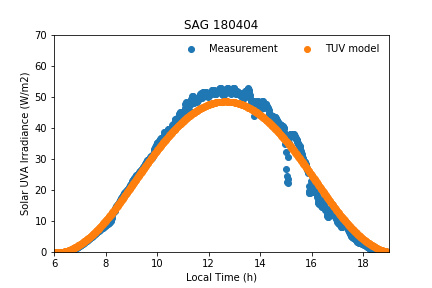 SAG 180404
Measurement TUV model
Solar UVA Irradiance (W/m2)
70
60
50
40
30
20
10
0
6 8 10 12 14 16 18
Local Time (h)